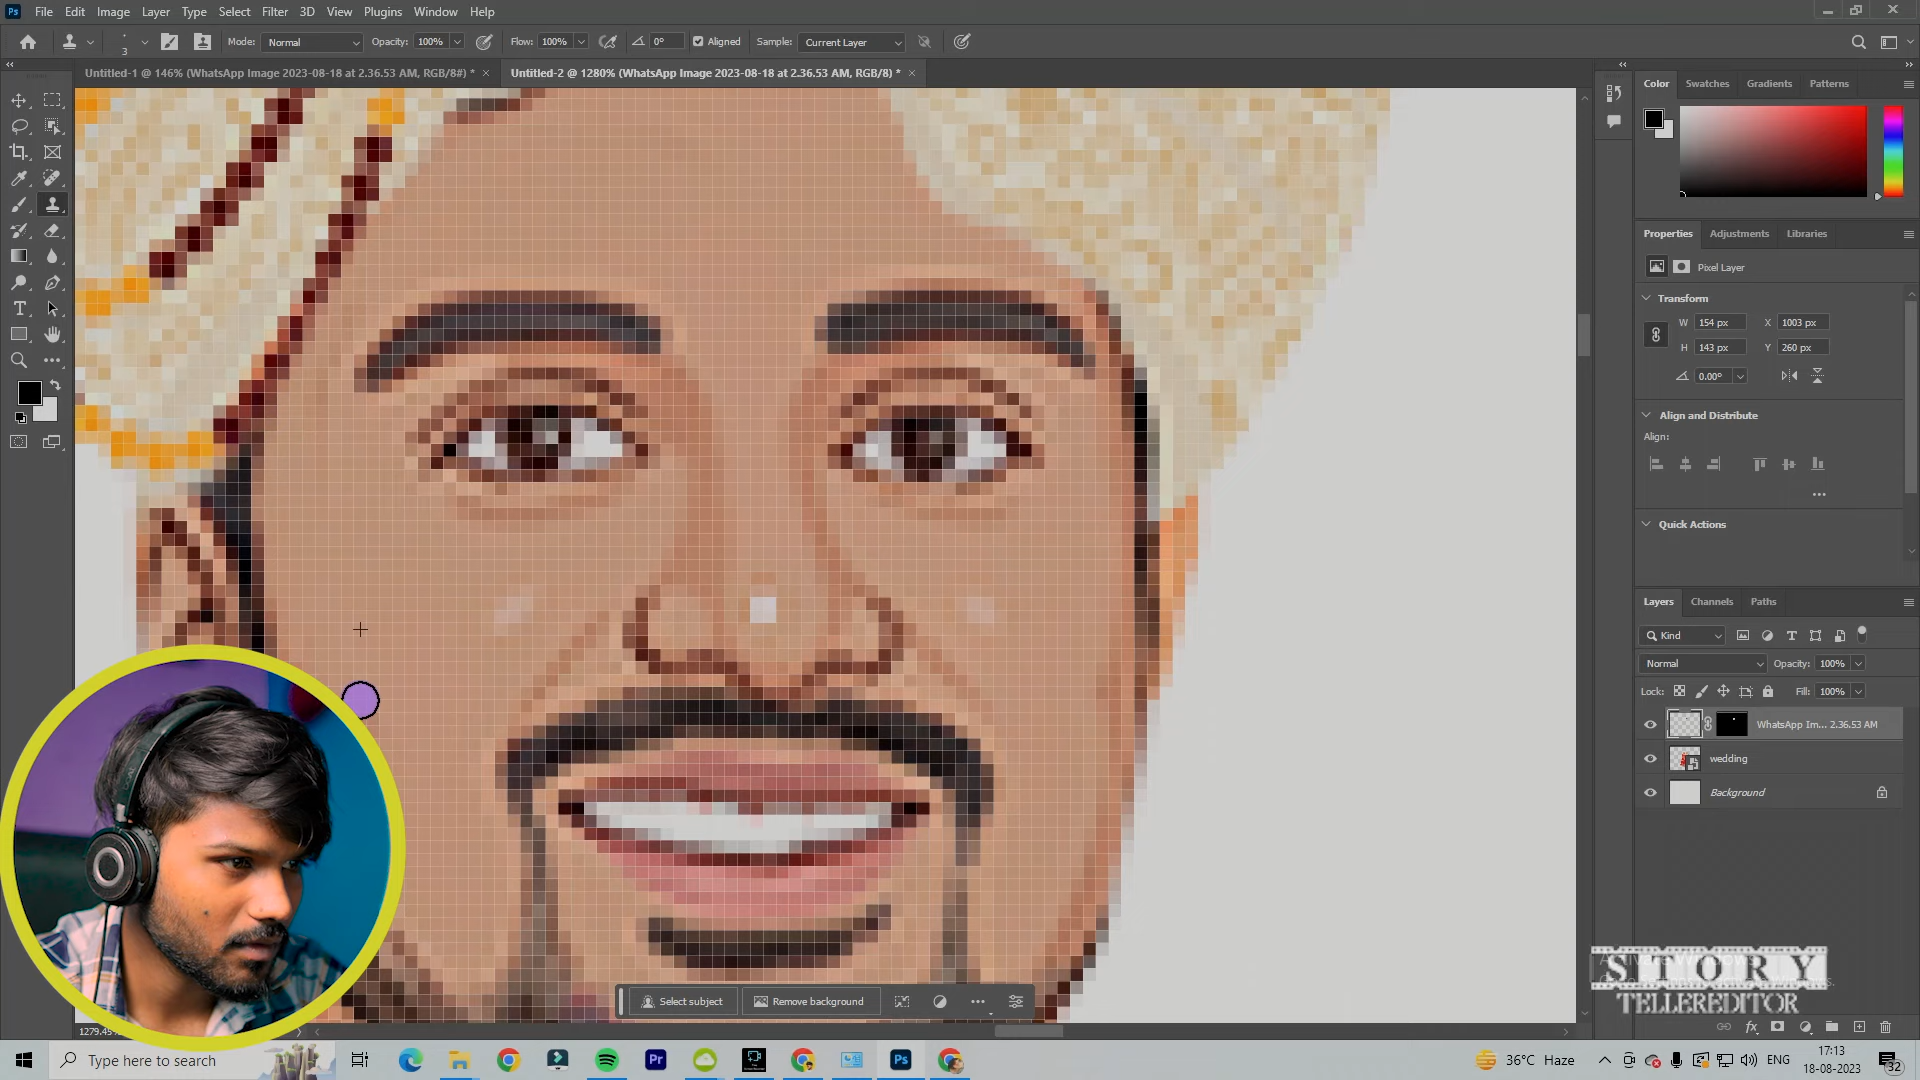 Ps File Edit Image Layer Type Select Filter 3D View Plugins Window Help
3 Mode: Normal Opacity: 100% Flow: 100% 0° Aligned Sample: Current Layer
Untitled-1 @ 146% (WhatsApp Image 2023-08-18 at 2.36.53 AM, RGB/8#) * ×
Untitled-2 @ 1280% (WhatsApp Image 2023-08-18 at 2.36.53 AM, RGB/8) * ×
Color Swatches Gradients Patterns
Properties Adjustments Libraries
Pixel Layer
Transform
W 154 px X 1003 px
H 143 px Y 260 px
0.00°
Align and Distribute
Align:
Quick Actions
Layers Channels Paths
Kind
Normal Opacity: 100%
Lock: Fill: 100%
WhatsApp Im... 2.36.53 AM
wedding
Background
Select subject Remove background
STORY
TELLEREDITOR
Type here to search
Pr
Ps
36°C Haze
ENG
17:13
18-08-2023
32